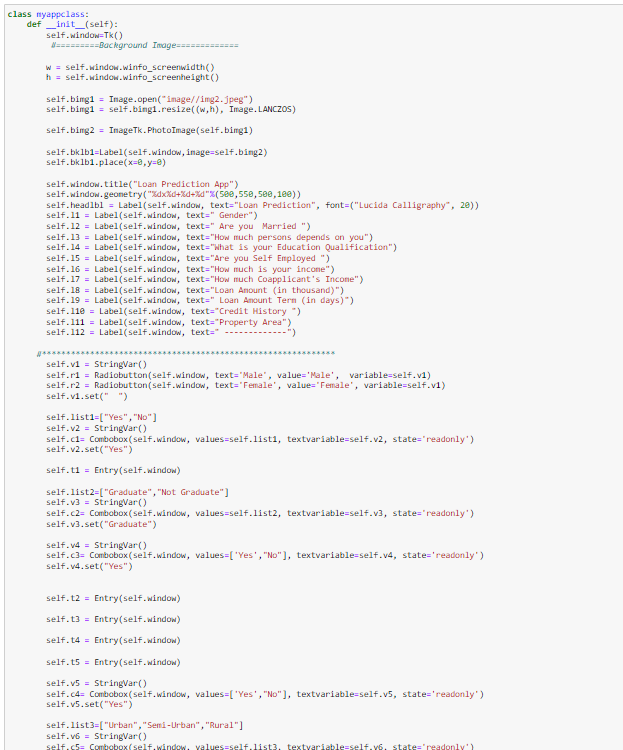 class myappclass:
    def __init__(self):
        self.window=Tk()
         #=========Background Image=============
        w = self.window.winfo_screenwidth()
        h = self.window.winfo_screenheight()
        self.bimg1 = Image.open("image//img2.jpeg")
        self.bimg1 = self.bimg1.resize((w,h), Image.LANCZOS)
        self.bimg2 = ImageTk.PhotoImage(self.bimg1)
        self.bklb1=Label(self.window,image=self.bimg2)
        self.bklb1.place(x=0,y=0)
        self.window.title("Loan Prediction App")
        self.window.geometry("%dx%d+%d+%d"%(500,550,500,100))
        self.headlbl = Label(self.window, text="Loan Prediction", font=("Lucida Calligraphy", 20))
        self.l1 = Label(self.window, text=" Gender")
        self.l2 = Label(self.window, text=" Are you  Married ")
        self.l3 = Label(self.window, text="How much persons depends on you")
        self.l4 = Label(self.window, text="What is your Education Qualification")
        self.l5 = Label(self.window, text="Are you Self Employed ")
        self.l6 = Label(self.window, text="How much is your income")
        self.l7 = Label(self.window, text="How much Coapplicant's Income")
        self.l8 = Label(self.window, text="Loan Amount (in thousand)")
        self.l9 = Label(self.window, text=" Loan Amount Term (in days)")
        self.l10 = Label(self.window, text="Credit History ")
        self.l11 = Label(self.window, text="Property Area")
        self.l12 = Label(self.window, text=" -------------")
      #*************************************************************
        self.v1 = StringVar()
        self.r1 = Radiobutton(self.window, text='Male', value='Male',  variable=self.v1)
        self.r2 = Radiobutton(self.window, text='Female', value='Female', variable=self.v1)
        self.v1.set("  ")
        self.list1=["Yes","No"]
        self.v2 = StringVar()
        self.c1= Combobox(self.window, values=self.list1, textvariable=self.v2, state='readonly')
        self.v2.set("Yes")
        self.t1 = Entry(self.window)
        self.list2=["Graduate","Not Graduate"]
        self.v3 = StringVar()
        self.c2= Combobox(self.window, values=self.list2, textvariable=self.v3, state='readonly')
        self.v3.set("Graduate")
        self.v4 = StringVar()
        self.c3= Combobox(self.window, values=['Yes',"No"], textvariable=self.v4, state='readonly')
        self.v4.set("Yes")
        self.t2 = Entry(self.window)
        self.t3 = Entry(self.window)
        self.t4 = Entry(self.window)
        self.t5 = Entry(self.window)
        self.v5 = StringVar()
        self.c4= Combobox(self.window, values=['Yes',"No"], textvariable=self.v5, state='readonly')
        self.v5.set("Yes")
        self.list3=["Urban","Semi-Urban","Rural"]
        self.v6 = StringVar()
        self.c5= Combobox(self.window, values=self.list3, textvariable=self.v6, state='readonly')